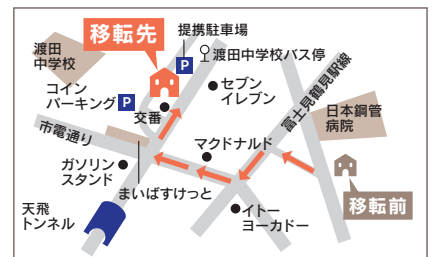 移転先
提携駐車場
P
渡田中学校バス停
渡田
中学校
コイン
パーキング
P
セブン
イレブン
交番
富士見鶴見駅線
日本鋼管
病院
市電通り
マクドナルド
ガソリン
スタンド
まいばすけっと
移転前
天飛
トンネル
イトー
ヨーカドー